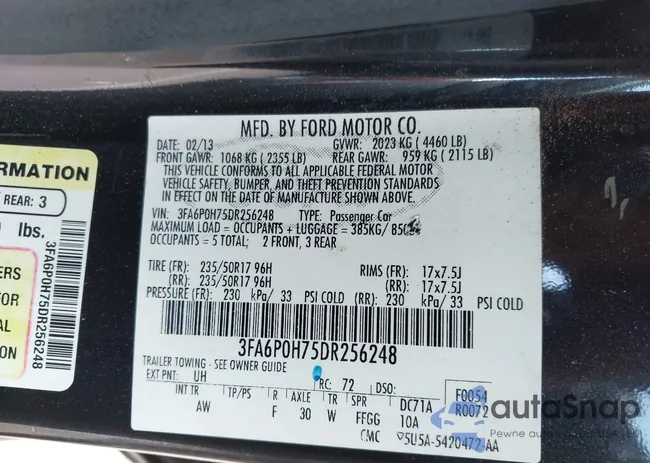 MFD. BY FORD MOTOR CO.
DATE: 02/13 GVWR: 2023 KG ( 4460 LB)
FRONT GAWR: 1068 KG ( 2355 LB) REAR GAWR: 959 KG ( 2115 LB)
THIS VEHICLE CONFORMS TO ALL APPLICABLE FEDERAL MOTOR
VEHICLE SAFETY, BUMPER, AND THEFT PREVENTION STANDARDS
IN EFFECT ON THE DATE OF MANUFACTURE SHOWN ABOVE.
VIN: 3FA6P0H75DR256248 TYPE: Passenger Car
MAXIMUM LOAD = OCCUPANTS + LUGGAGE = 385KG/
OCCUPANTS = 5 TOTAL; 2 FRONT, 3 REAR
TIRE (FR): 235/50R17 96H RIMS (FR): 17x7.5J
(RR): 235/50R17 96H (RR): 17x7.5J
PRESSURE (FR): 230 kPa/ 33 PSI COLD (RR): 230 kPa/ 33 PSI COLD
3FA6P0H75DR256248
TRAILER TOWING - SEE OWNER GUIDE
EXT PNT: UH RC: 72 DSO: F0054
INT TR TP/PS R AXLE TR SPR DC71A R0072
AW F 30 W FFGG 10A
CMC 5U5A-5420472-AA
ORMATION
REAR: 3
lbs.
ERS
FOR
AL
ON
3FA6P0H75DR256248
autoSnap
Pewne auto